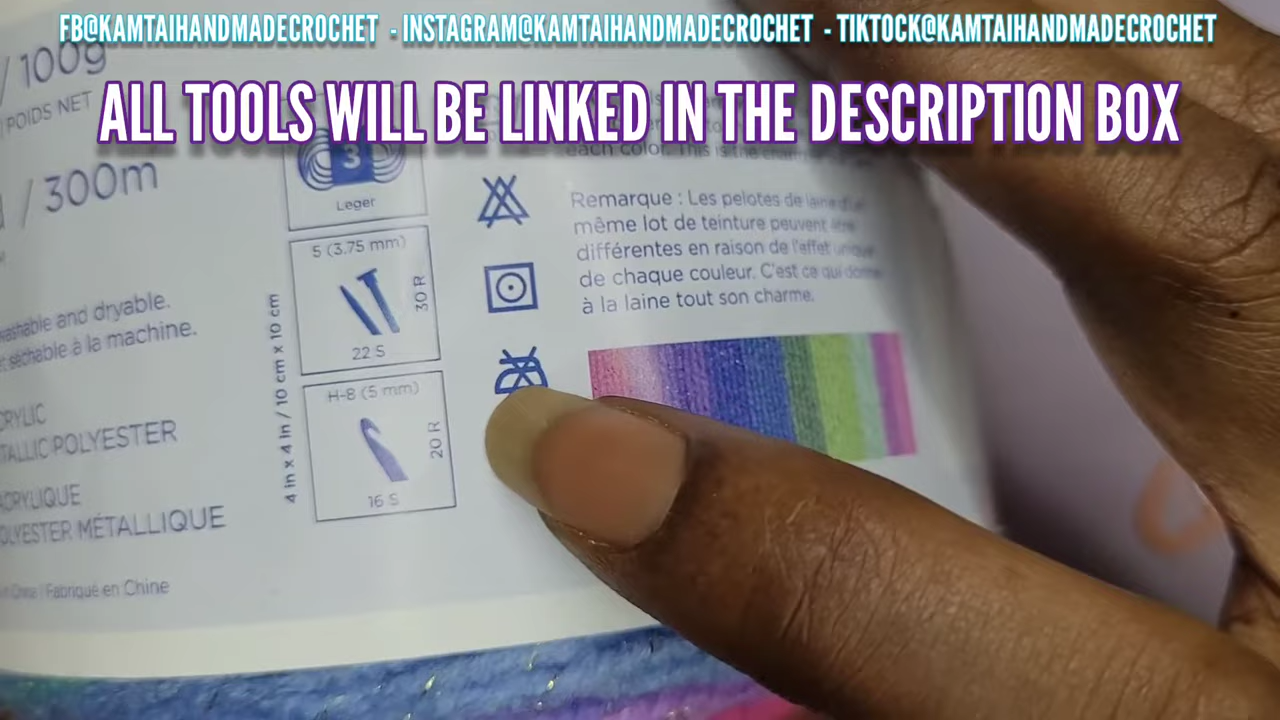 FB@KAMTAIHANDMADECROCHET - INSTAGRAM@KAMTAIHANDMADECROCHET - TIKTOCK@KAMTAIHANDMADECROCHET
ALL TOOLS WILL BE LINKED IN THE DESCRIPTION BOX
/ 100g
POIDS NET
/ 300m
washable and dryable.
séchable à la machine.
POLYESTER
ACRYLIQUE
POLYESTER MÉTALLIQUE
Fabriqué en Chine
3
Leger
4 in x 4 in / 10 cm x 10 cm
5 (3.75 mm)
30 R
22 S
H-8 (5 mm)
20 R
16 S
each color. This is the
Remarque : Les pelotes de laine d'un
même lot de teinture peuvent être
différentes en raison de l'effet unique
de chaque couleur. C'est ce qui donne
à la laine tout son charme.